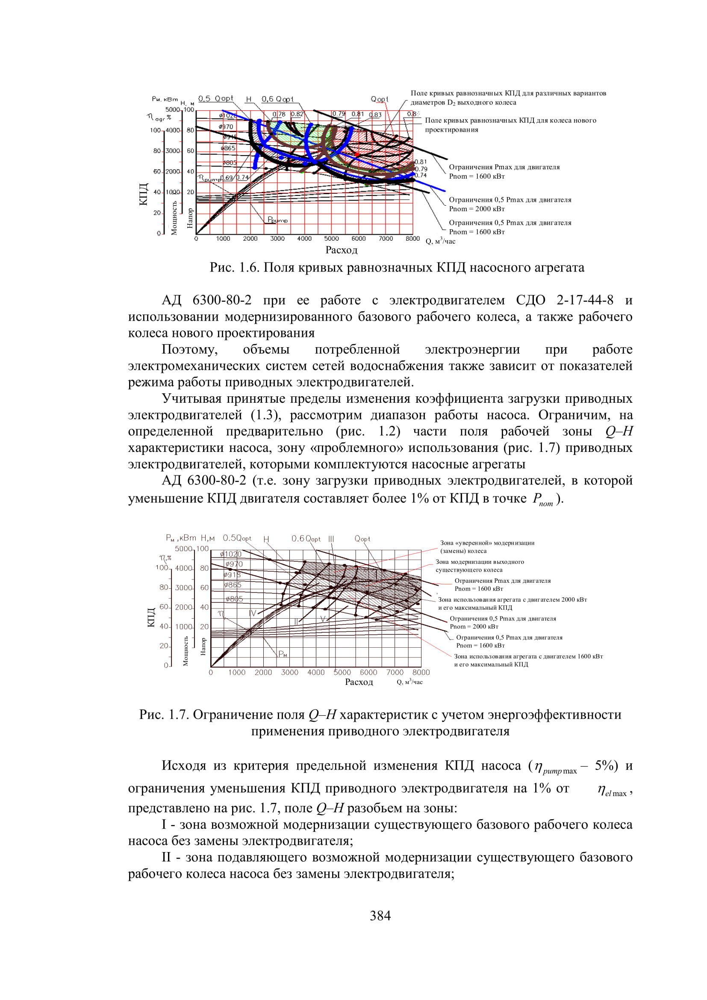 Рм. кВт Н, м 0,5 Qopt H 0,6 Qopt Qopt
Поле кривых равнозначных КПД для различных вариантов
диаметров D₂ выходного колеса
Поле кривых равнозначных КПД для колеса нового
проектирования
η agr %
5000 100
100 4000 80
80 3000 60
60 2000 40
40 1000 20
20
0
КПД
Мощность
Напор
ø1020
ø970
ø915
ø865
ø805
0.78 0.82 0.79 0.81 0.83
0.81
0.79
0.74
ηpump 0.69/0.74
Ppump
Ограничения Pmax для двигателя
Pnom = 1600 кВт
Ограничения 0,5 Pmax для двигателя
Pnom = 2000 кВт
Ограничения 0,5 Pmax для двигателя
Pnom = 1600 кВт
0 1000 2000 3000 4000 5000 6000 7000 8000 Q, м³/час
Расход
Рис. 1.6. Поля кривых равнозначных КПД насосного агрегата
АД 6300-80-2 при ее работе с электродвигателем СДО 2-17-44-8 и
использовании модернизированного базового рабочего колеса, а также рабочего
колеса нового проектирования
Поэтому, объемы потребленной электроэнергии при работе
электромеханических систем сетей водоснабжения также зависит от показателей
режима работы приводных электродвигателей.
Учитывая принятые пределы изменения коэффициента загрузки приводных
электродвигателей (1.3), рассмотрим диапазон работы насоса. Ограничим, на
определенной предварительно (рис. 1.2) части поля рабочей зоны Q–H
характеристики насоса, зону «проблемного» использования (рис. 1.7) приводных
электродвигателей, которыми комплектуются насосные агрегаты
АД 6300-80-2 (т.е. зону загрузки приводных электродвигателей, в которой
уменьшение КПД двигателя составляет более 1% от КПД в точке Pnom ).
Рм ,кВт Н,м 0.5Qopt H 0.6Qopt III Qopt
η,%
5000 100
100 4000 80
80 3000 60
60 2000 40
40 1000 20
20
0
КПД
Мощность
Напор
ø1020
ø970
ø918
ø865
ø805
I
η
IV
II
V
Рм
Зона «уверенной» модернизации
(замены) колеса
Зона модернизации выходного
существующего колеса
Ограничения Pmax для двигателя
Pnom = 1600 кВт
Зона использования агрегата с двигателем 2000 кВт
и его максимальный КПД
Ограничения 0,5 Pmax для двигателя
Pnom = 2000 кВт
Ограничения 0,5 Pmax для двигателя
Pnom = 1600 кВт
Зона использования агрегата с двигателем 1600 кВт
и его максимальный КПД
0 1000 2000 3000 4000 5000 6000 7000 8000
Расход Q, м³/час
Рис. 1.7. Ограничение поля Q–H характеристик с учетом энергоэффективности
применения приводного электродвигателя
Исходя из критерия предельной изменения КПД насоса (ηpump max – 5%) и
ограничения уменьшения КПД приводного электродвигателя на 1% от ηel max ,
представлено на рис. 1.7, поле Q–H разобьем на зоны:
I - зона возможной модернизации существующего базового рабочего колеса
насоса без замены электродвигателя;
II - зона подавляющего возможной модернизации существующего базового
рабочего колеса насоса без замены электродвигателя;
384